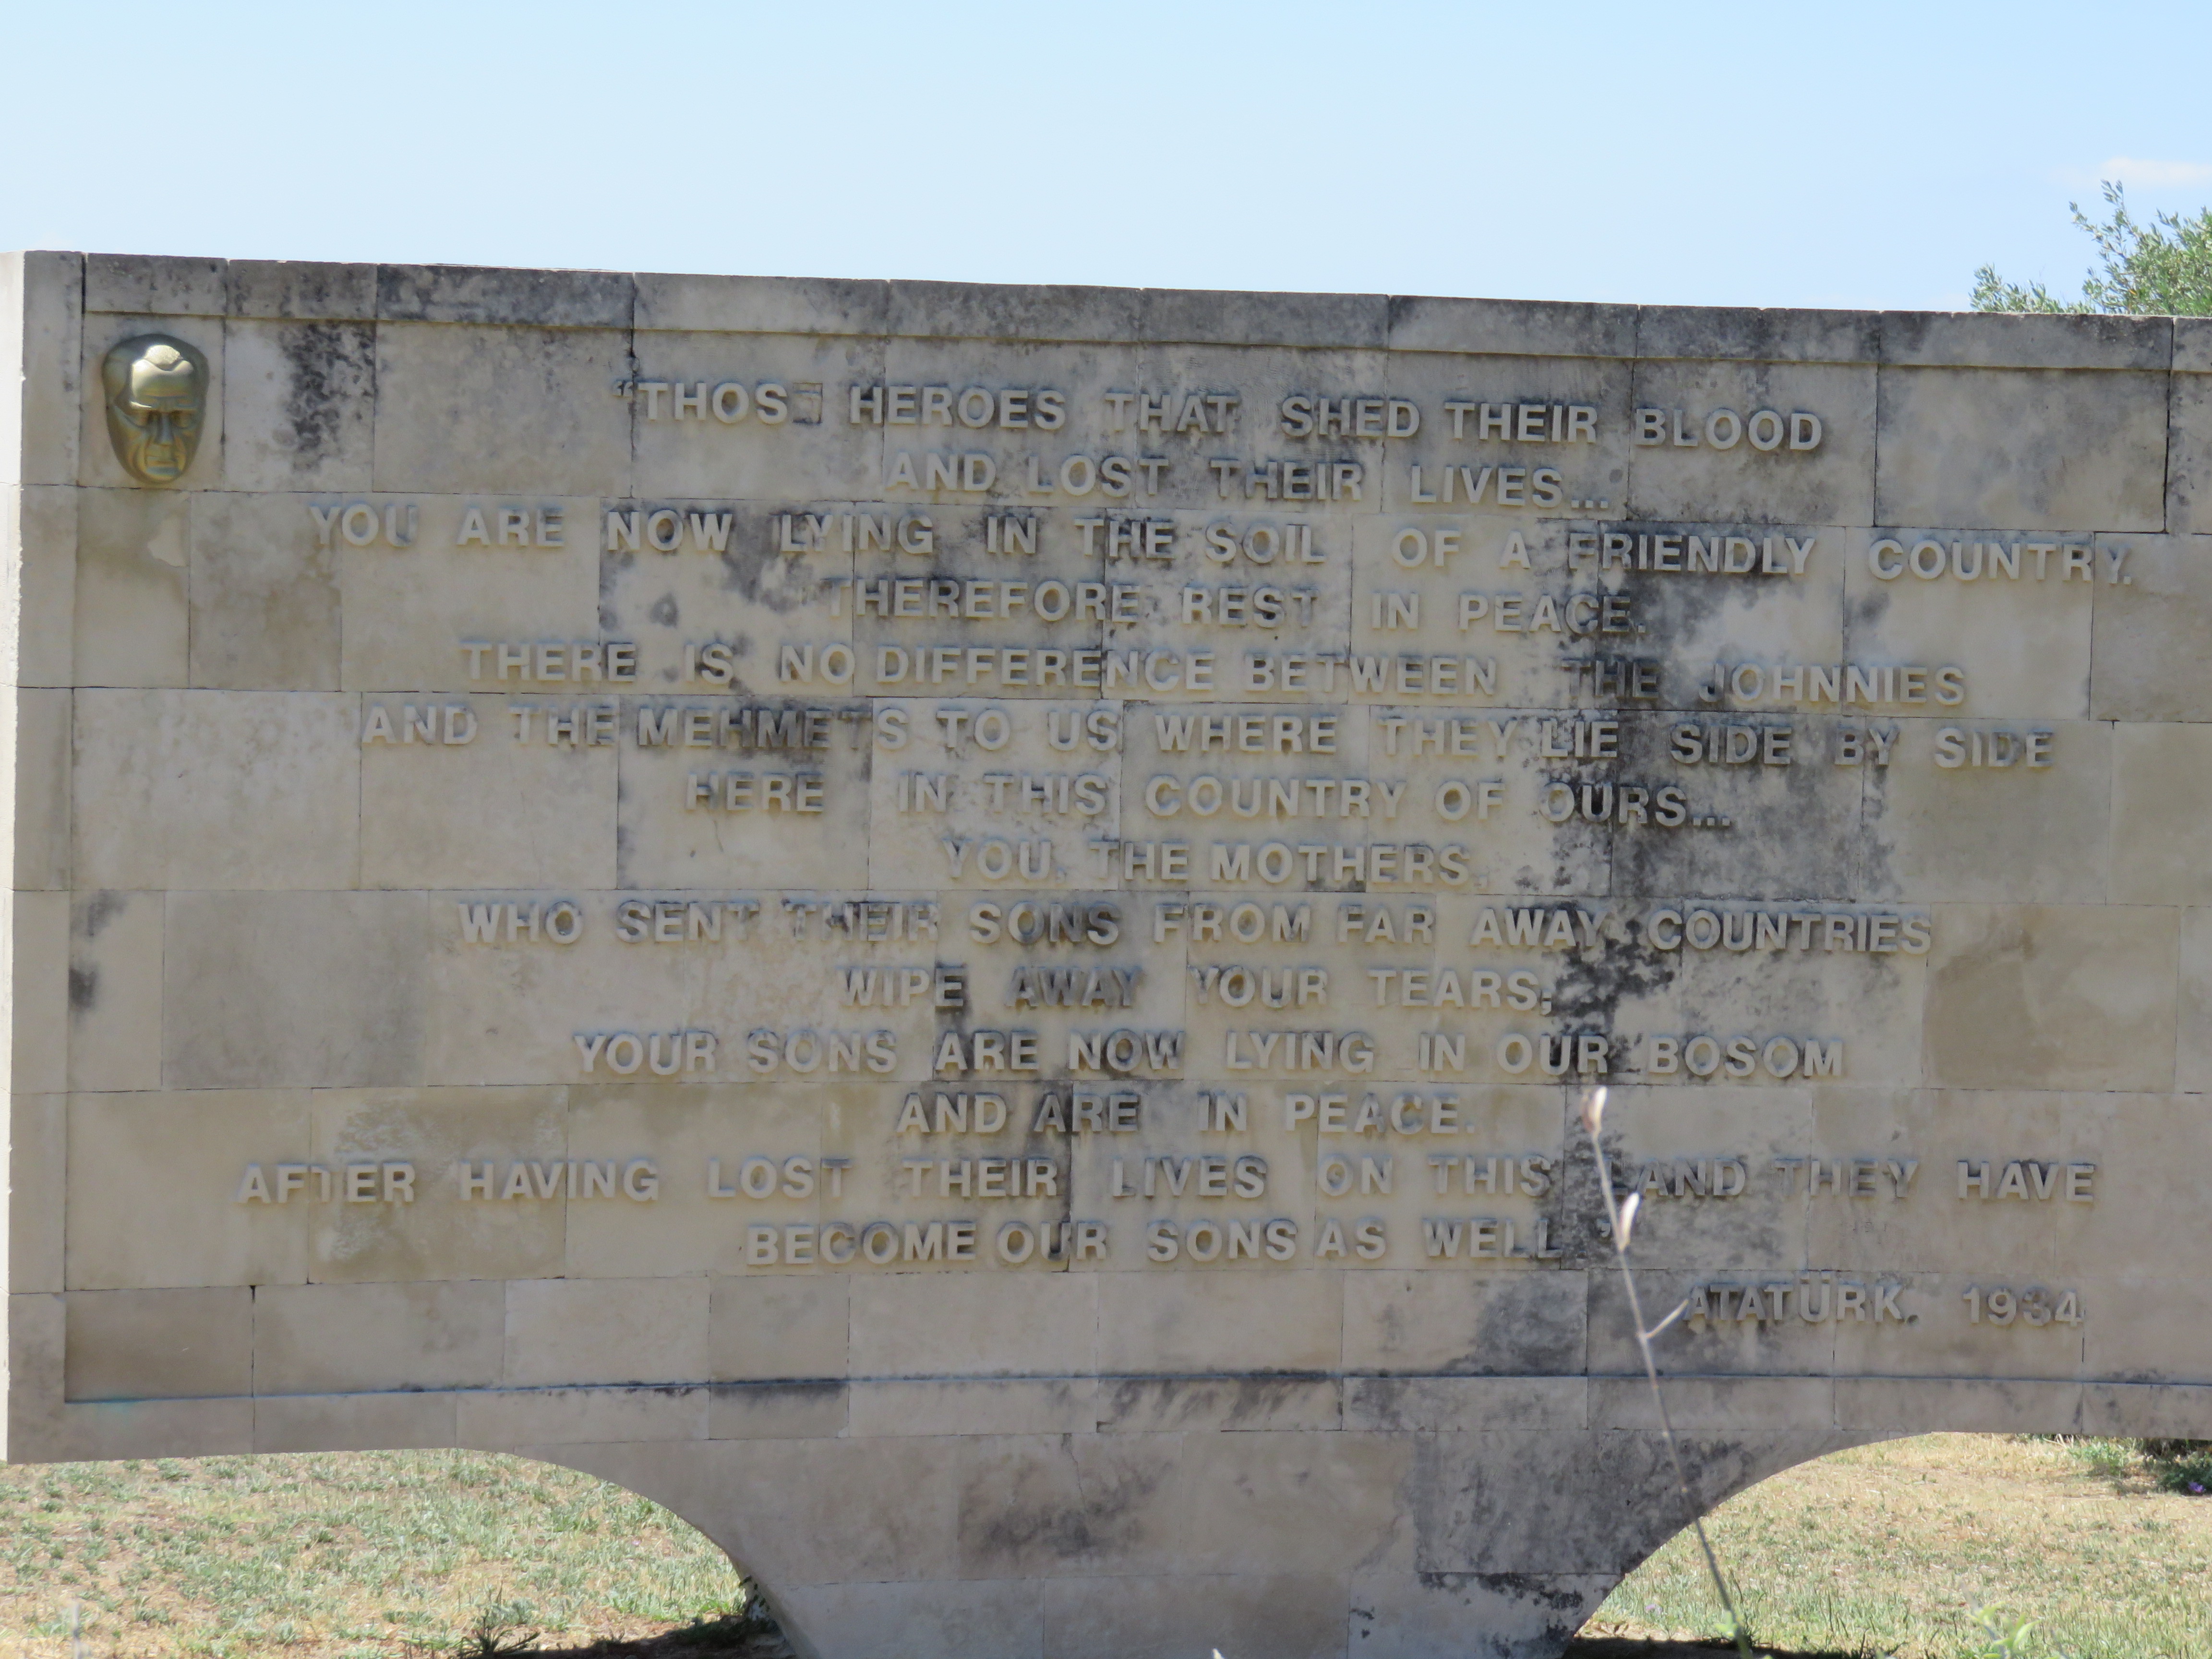 "THOSE HEROES THAT SHED THEIR BLOOD
AND LOST THEIR LIVES...
YOU ARE NOW LYING IN THE SOIL OF A FRIENDLY COUNTRY.
THEREFORE REST IN PEACE.
THERE IS NO DIFFERENCE BETWEEN THE JOHNNIES
AND THE MEHMETS TO US WHERE THEY LIE SIDE BY SIDE
HERE IN THIS COUNTRY OF OURS...
YOU, THE MOTHERS,
WHO SENT THEIR SONS FROM FAR AWAY COUNTRIES
WIPE AWAY YOUR TEARS;
YOUR SONS ARE NOW LYING IN OUR BOSOM
AND ARE IN PEACE.
AFTER HAVING LOST THEIR LIVES ON THIS LAND THEY HAVE
BECOME OUR SONS AS WELL"
ATATÜRK, 1934